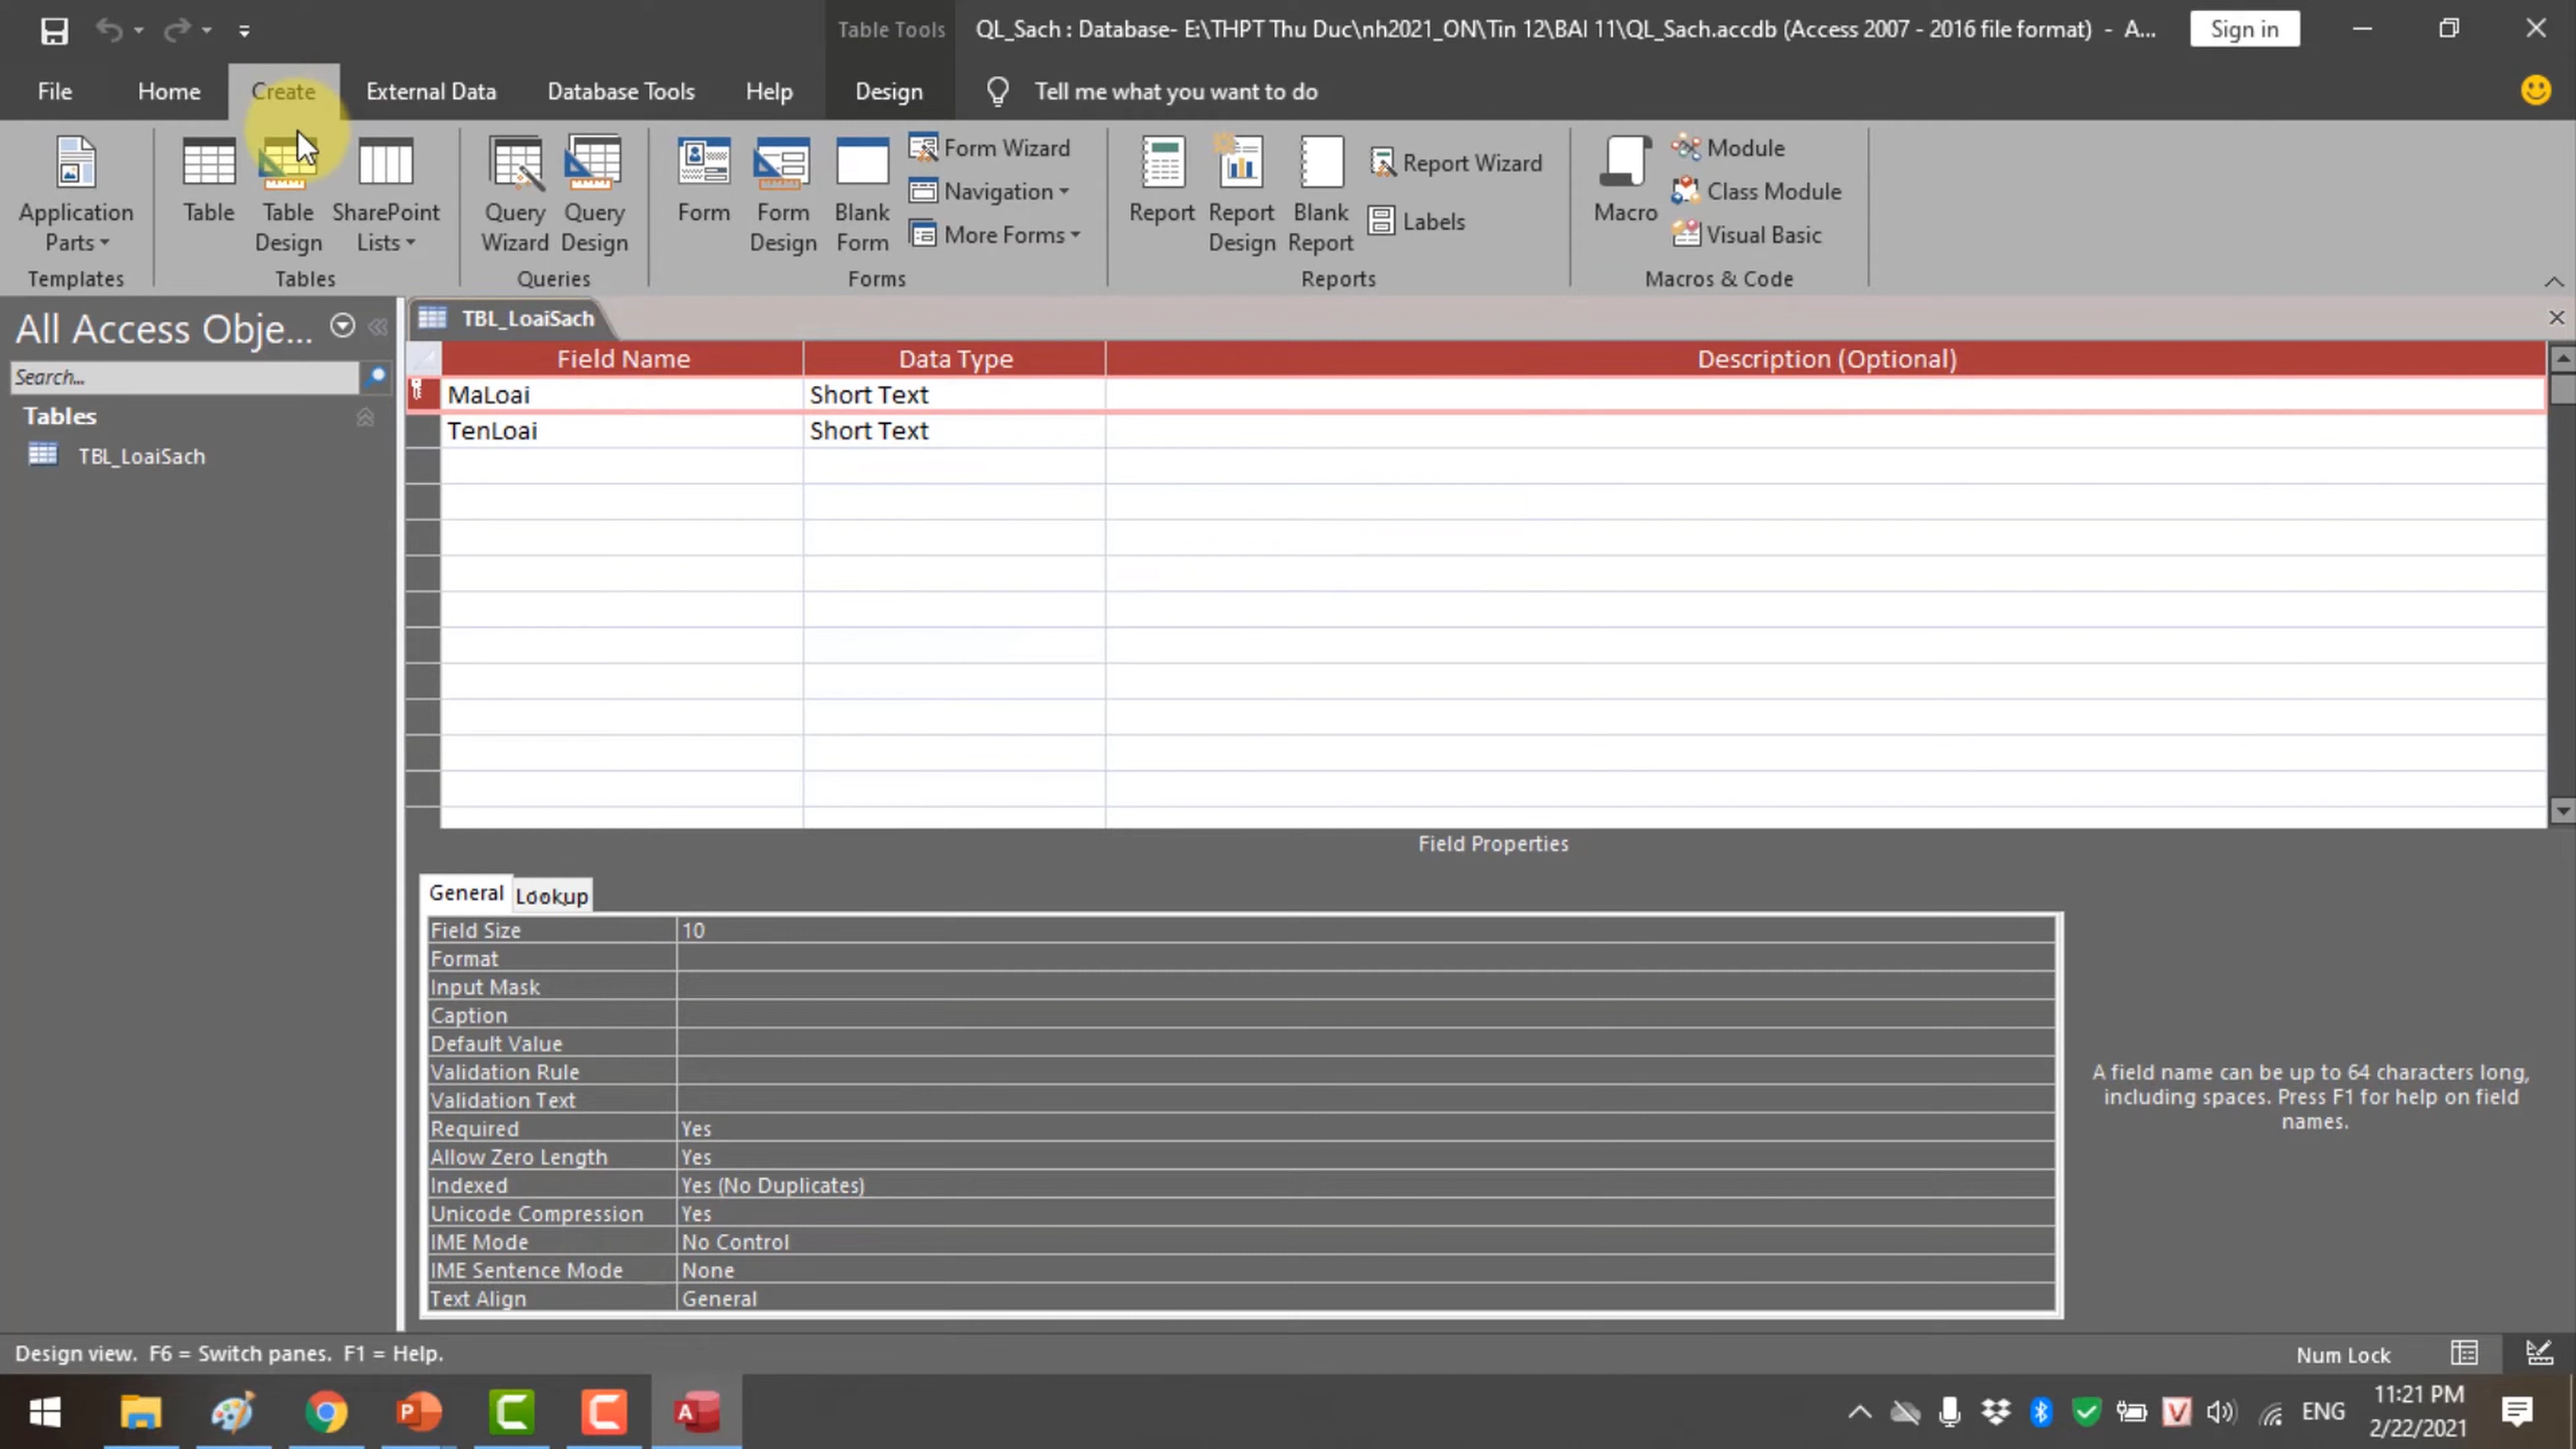 Table Tools
QL_Sach : Database- E:\THPT Thu Duc\nh2021_ON\Tin 12\BAI 11\QL_Sach.accdb (Access 2007 - 2016 file format) - A...
Sign in
File
Home
Create
External Data
Database Tools
Help
Design
Tell me what you want to do
Application
Parts
Templates
Table
Table
Design
SharePoint
Lists
Tables
Query
Wizard
Query
Design
Queries
Form
Form
Design
Blank
Form
Form Wizard
Navigation
More Forms
Forms
Report
Report
Design
Blank
Report
Report Wizard
Labels
Reports
Macro
Module
Class Module
Visual Basic
Macros & Code
All Access Obje...
Search...
Tables
TBL_LoaiSach
TBL_LoaiSach
Field Name Data Type Description (Optional)
MaLoai Short Text
TenLoai Short Text
Field Properties
General Lookup
Field Size 10
Format
Input Mask
Caption
Default Value
Validation Rule
Validation Text
Required Yes
Allow Zero Length Yes
Indexed Yes (No Duplicates)
Unicode Compression Yes
IME Mode No Control
IME Sentence Mode None
Text Align General
A field name can be up to 64 characters long,
including spaces. Press F1 for help on field
names.
Design view. F6 = Switch panes. F1 = Help.
Num Lock
ENG
11:21 PM
2/22/2021